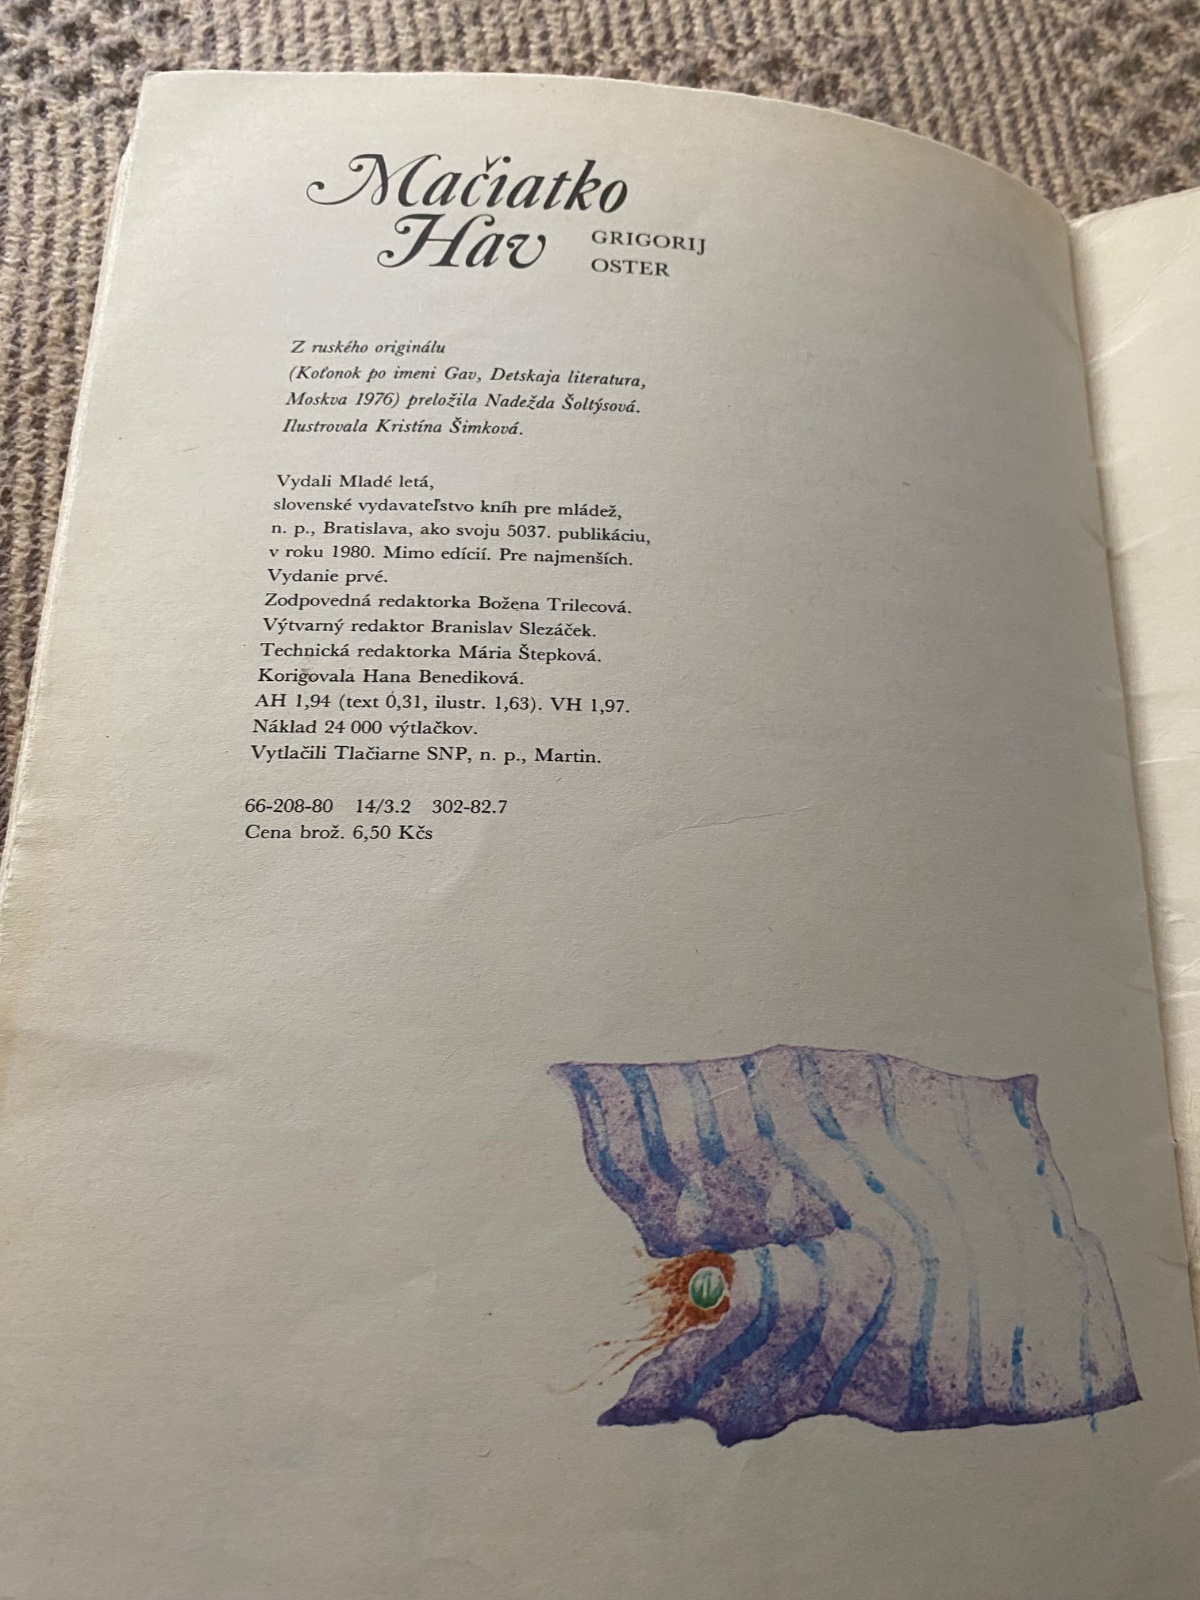 Mačiatko
Hav
GRIGORIJ
OSTER
Z ruského originálu
(Koťonok po imeni Gav, Detskaja literatura,
Moskva 1976) preložila Nadežda Šoltýsová.
Ilustrovala Kristína Šimková.
Vydali Mladé letá,
slovenské vydavateľstvo kníh pre mládež,
n. p., Bratislava, ako svoju 5037. publikáciu,
v roku 1980. Mimo edícií. Pre najmenších.
Vydanie prvé.
Zodpovedná redaktorka Božena Trilecová.
Výtvarný redaktor Branislav Slezáček.
Technická redaktorka Mária Štepková.
Korigovala Hana Benediková.
AH 1,94 (text 0,31, ilustr. 1,63). VH 1,97.
Náklad 24 000 výtlačkov.
Vytlačili Tlačiarne SNP, n. p., Martin.
66-208-80 14/3.2 302-82.7
Cena brož. 6,50 Kčs